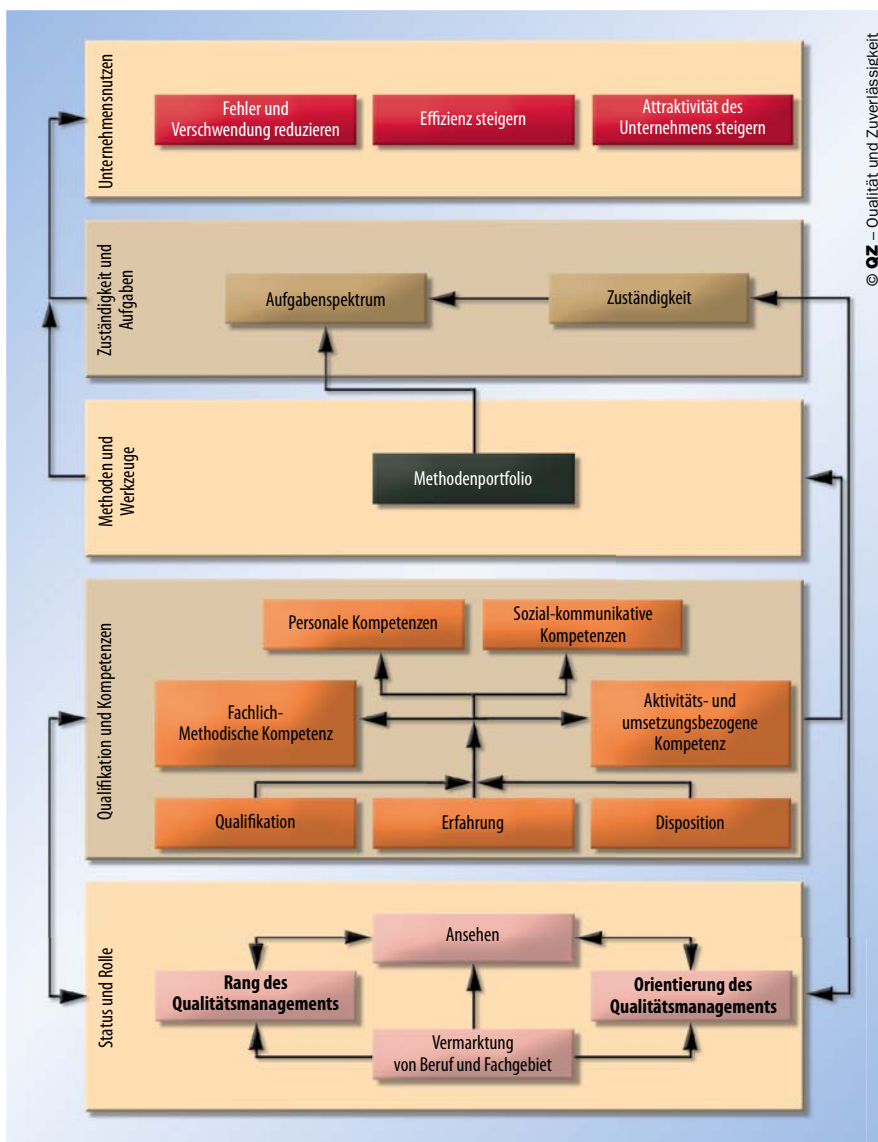 © QZ – Qualität und Zuverlässigkeit
Unternehmensnutzen
Fehler und
Verschwendung reduzieren
Effizienz steigern
Attraktivität des
Unternehmens steigern
Zuständigkeit und
Aufgaben
Aufgabenspektrum
Zuständigkeit
Methoden und
Werkzeuge
Methodenportfolio
Qualifikation und Kompetenzen
Personale Kompetenzen
Sozial-kommunikative
Kompetenzen
Fachlich-
Methodische Kompetenz
Aktivitäts- und
umsetzungsbezogene
Kompetenz
Qualifikation
Erfahrung
Disposition
Status und Rolle
Ansehen
Rang des
Qualitätsmanagements
Orientierung des
Qualitätsmanagements
Vermarktung
von Beruf und Fachgebiet